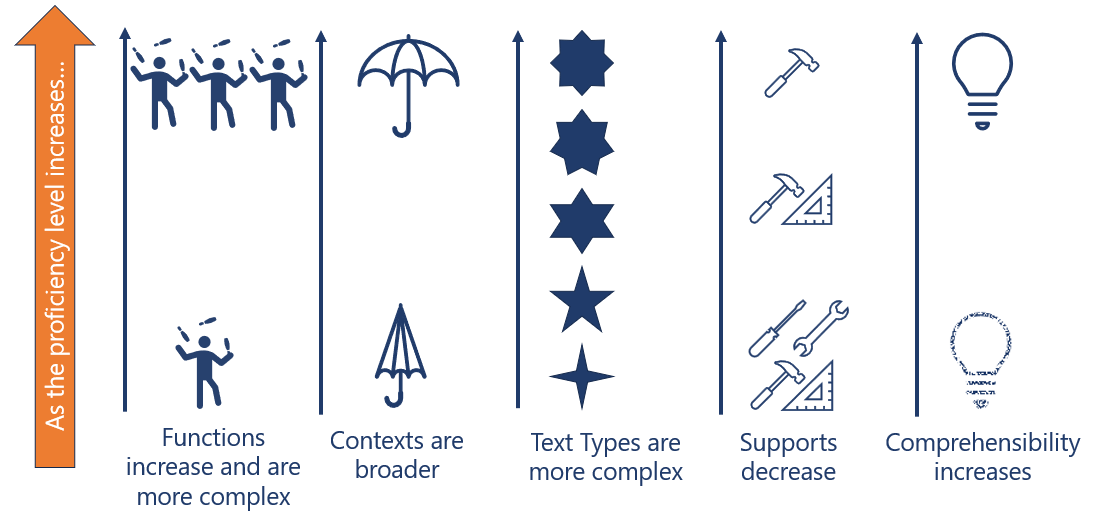 As the proficiency level increases...
Functions
increase and are
more complex
Contexts are
broader
Text Types are
more complex
Supports
decrease
Comprehensibility
increases